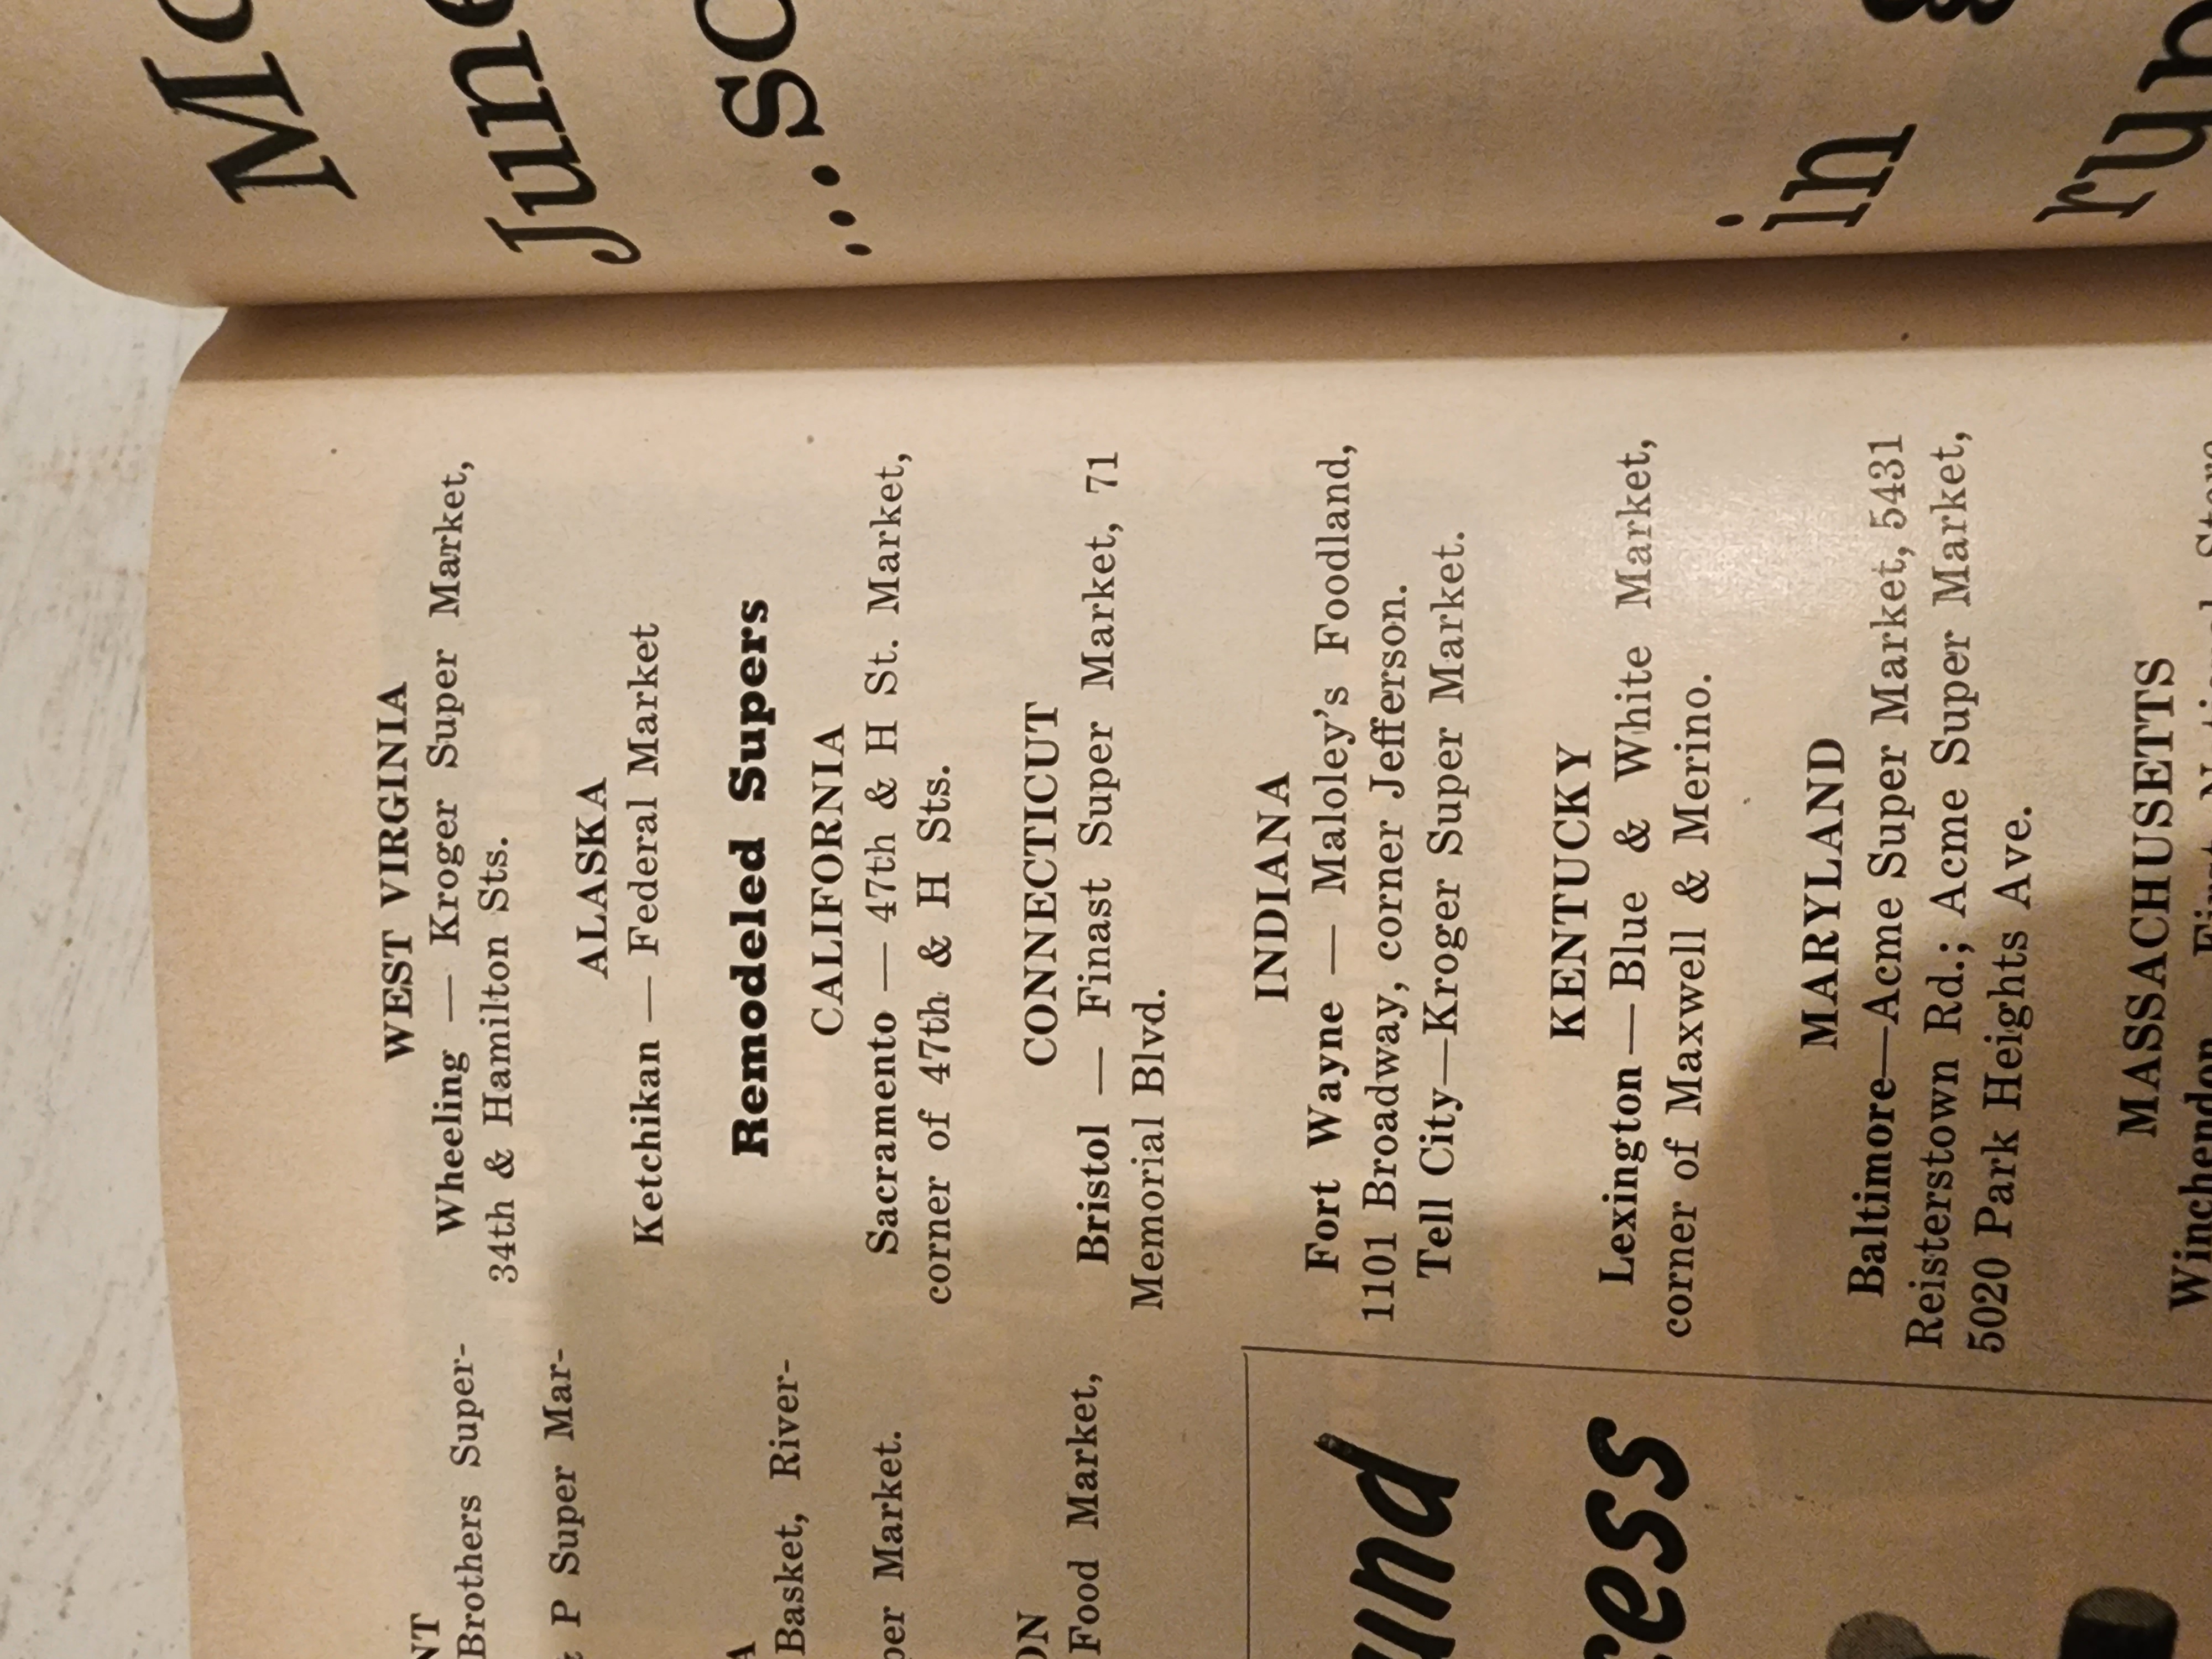 NT
Brothers Super-
P Super Mar-
A
Basket, River-
per Market.
ON
Food Market,
und
ress
WEST VIRGINIA
Wheeling — Kroger Super Market,
34th & Hamilton Sts.
ALASKA
Ketchikan — Federal Market
Remodeled Supers
CALIFORNIA
Sacramento — 47th & H St. Market,
corner of 47th & H Sts.
CONNECTICUT
Bristol — Finast Super Market, 71
Memorial Blvd.
INDIANA
Fort Wayne — Maloley's Foodland,
1101 Broadway, corner Jefferson.
Tell City—Kroger Super Market.
KENTUCKY
Lexington—Blue & White Market,
corner of Maxwell & Merino.
MARYLAND
Baltimore—Acme Super Market, 5431
Reisterstown Rd.; Acme Super Market,
5020 Park Heights Ave.
MASSACHUSETTS
Winchendon
June
in